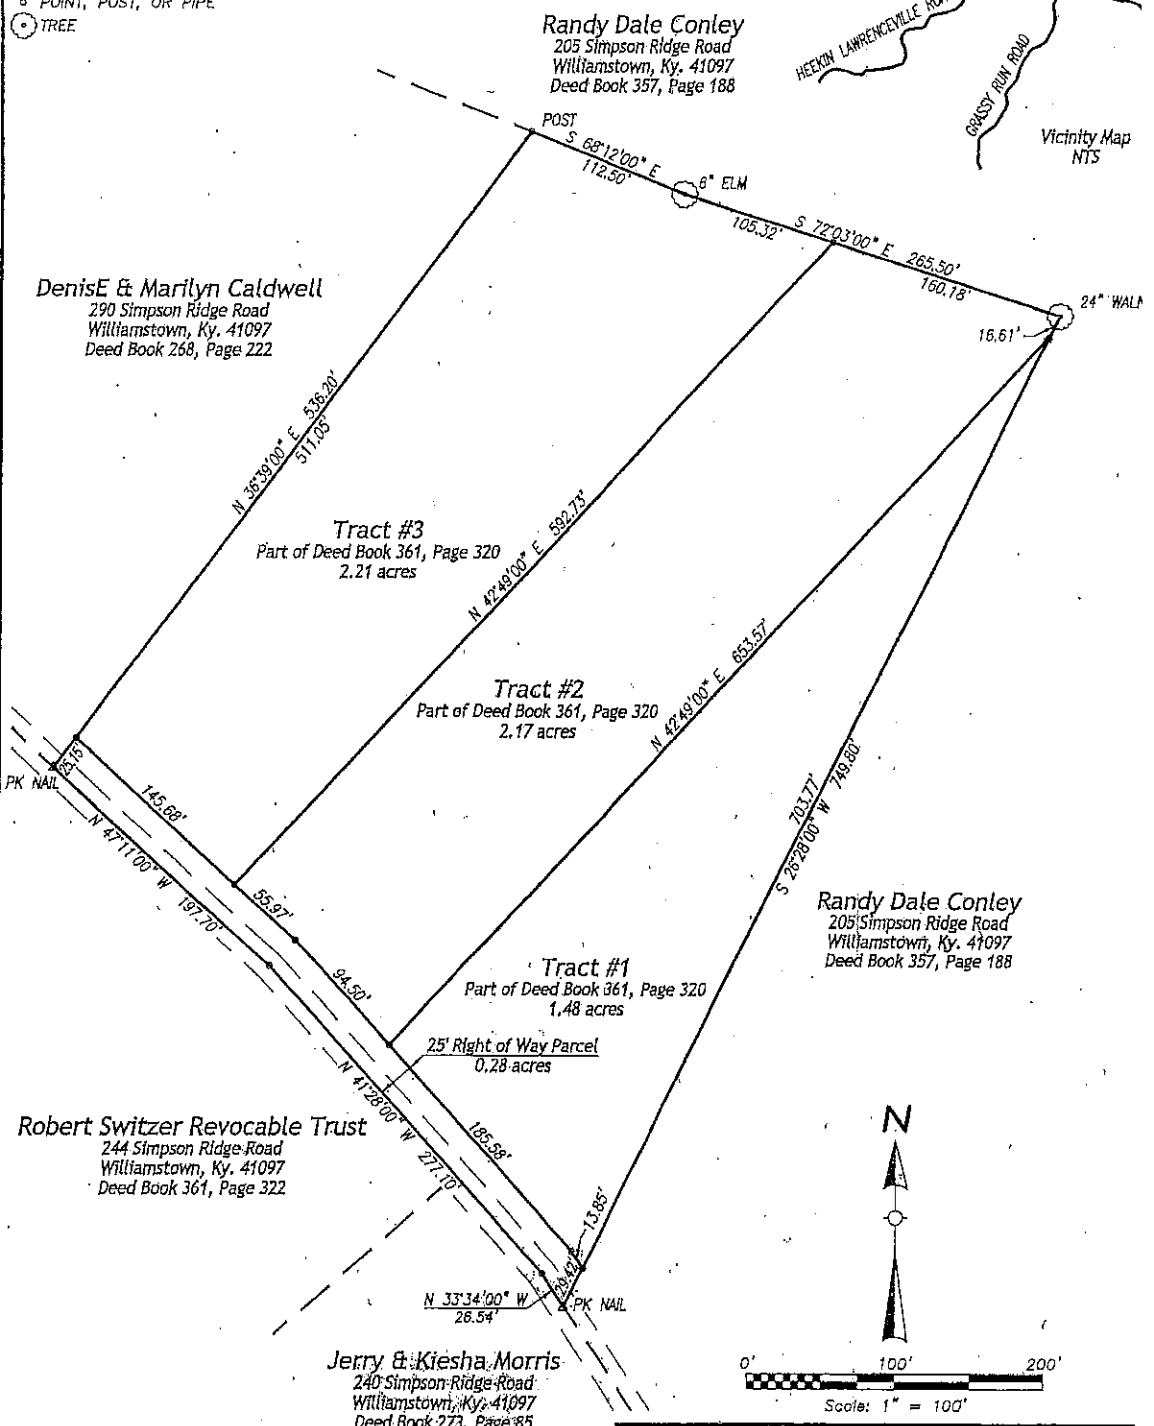 POINT, POST, OR PIPE
TREE
Randy Dale Conley
205 Simpson Ridge Road
Williamstown, Ky. 41097
Deed Book 357, Page 188
HEEKIN LAWRENCEVILLE
GRASSY RUN ROAD
Vicinity Map
NTS
POST
S 68°12'00" E
112.50'
8" ELM
105.32'
S 72°03'00" E 265.50'
160.18'
24"
16.61'
DenisE & Marilyn Caldwell
290 Simpson Ridge Road
Williamstown, Ky. 41097
Deed Book 268, Page 222
N 36°39'00" E 536.20'
511.05'
Tract #3
Part of Deed Book 361, Page 320
2.21 acres
N 42°49'00" E 592.73'
Tract #2
Part of Deed Book 361, Page 320
2.17 acres
N 42°49'00" E 653.57'
703.77'
S 26°28'00" W 749.80'
PK NAIL
25.15'
145.68'
N 47°11'00" W
197.70'
55.97'
94.50'
Randy Dale Conley
205 Simpson Ridge Road
Williamstown, Ky. 41097
Deed Book 357, Page 188
Tract #1
Part of Deed Book 361, Page 320
1.48 acres
25' Right of Way Parcel
0.28 acres
N 41°28'00" W
277.10'
185.58'
Robert Switzer Revocable Trust
244 Simpson Ridge Road
Williamstown, Ky. 41097
Deed Book 361, Page 322
13.85'
29.42'
N 33°34'00" W
26.54'
PK NAIL
N
Jerry & Kiesha Morris
240 Simpson Ridge Road
Williamstown, Ky. 41097
Deed Book 273, Page 85
0' 100' 200'
Scale: 1" = 100'